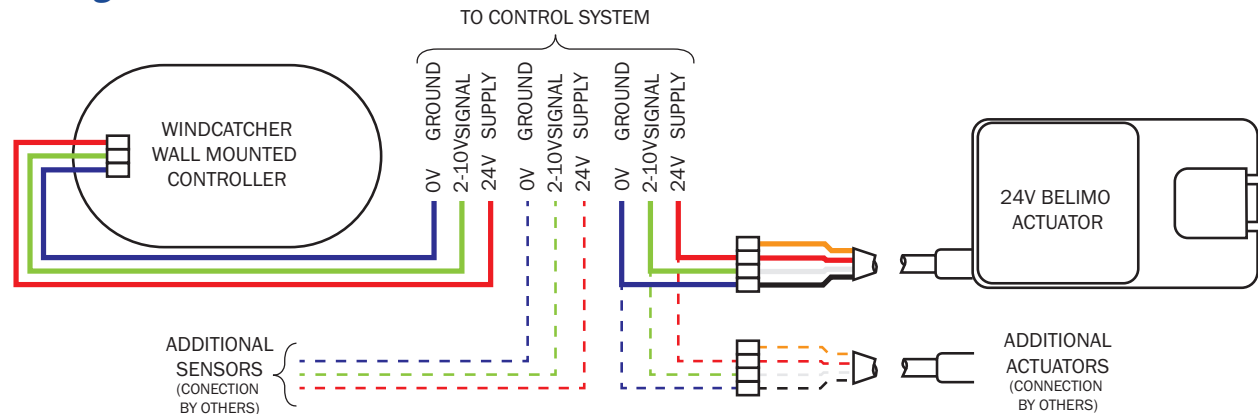 TO CONTROL SYSTEM
WINDCATCHER
WALL MOUNTED
CONTROLLER
0V GROUND
2-10VSIGNAL
24V SUPPLY
0V GROUND
2-10VSIGNAL
24V SUPPLY
0V GROUND
2-10VSIGNAL
24V SUPPLY
24V BELIMO
ACTUATOR
ADDITIONAL
SENSORS
(CONECTION
BY OTHERS)
ADDITIONAL
ACTUATORS
(CONNECTION
BY OTHERS)